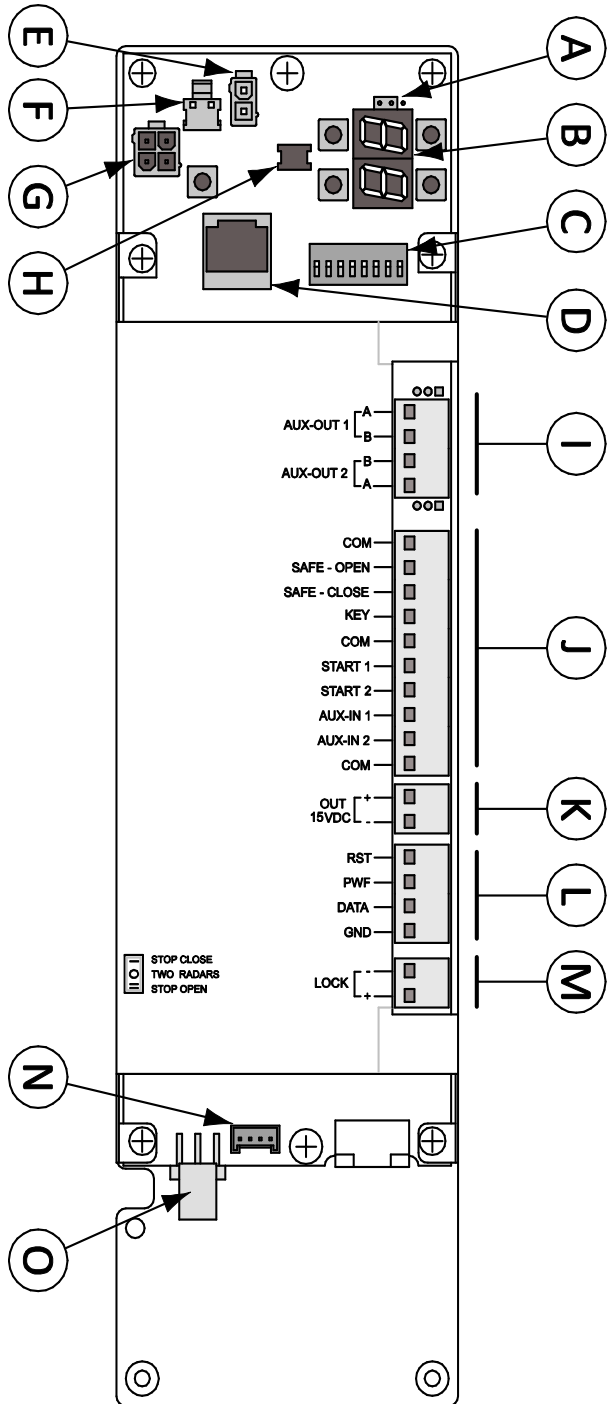 A
B
C
D
E
F
G
H
I
J
K
L
M
N
O
AUX-OUT 1
A
B
AUX-OUT 2
B
A
COM
SAFE - OPEN
SAFE - CLOSE
KEY
COM
START 1
START 2
AUX-IN 1
AUX-IN 2
COM
OUT
15VDC
+
-
RST
PWF
DATA
GND
LOCK
-
+
STOP CLOSE
TWO RADARS
STOP OPEN